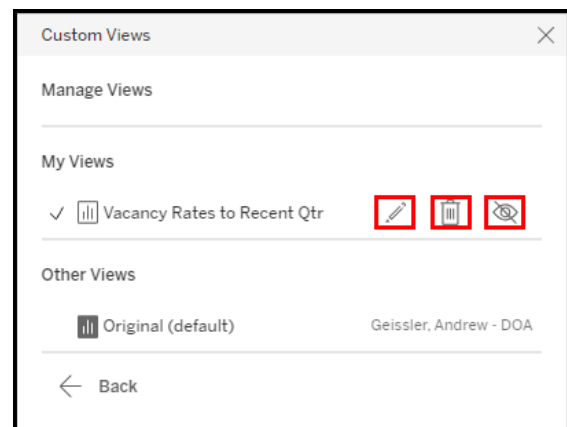 Custom Views
Manage Views
My Views
Vacancy Rates to Recent Qtr
Other Views
Original (default) Geissler, Andrew - DOA
Back